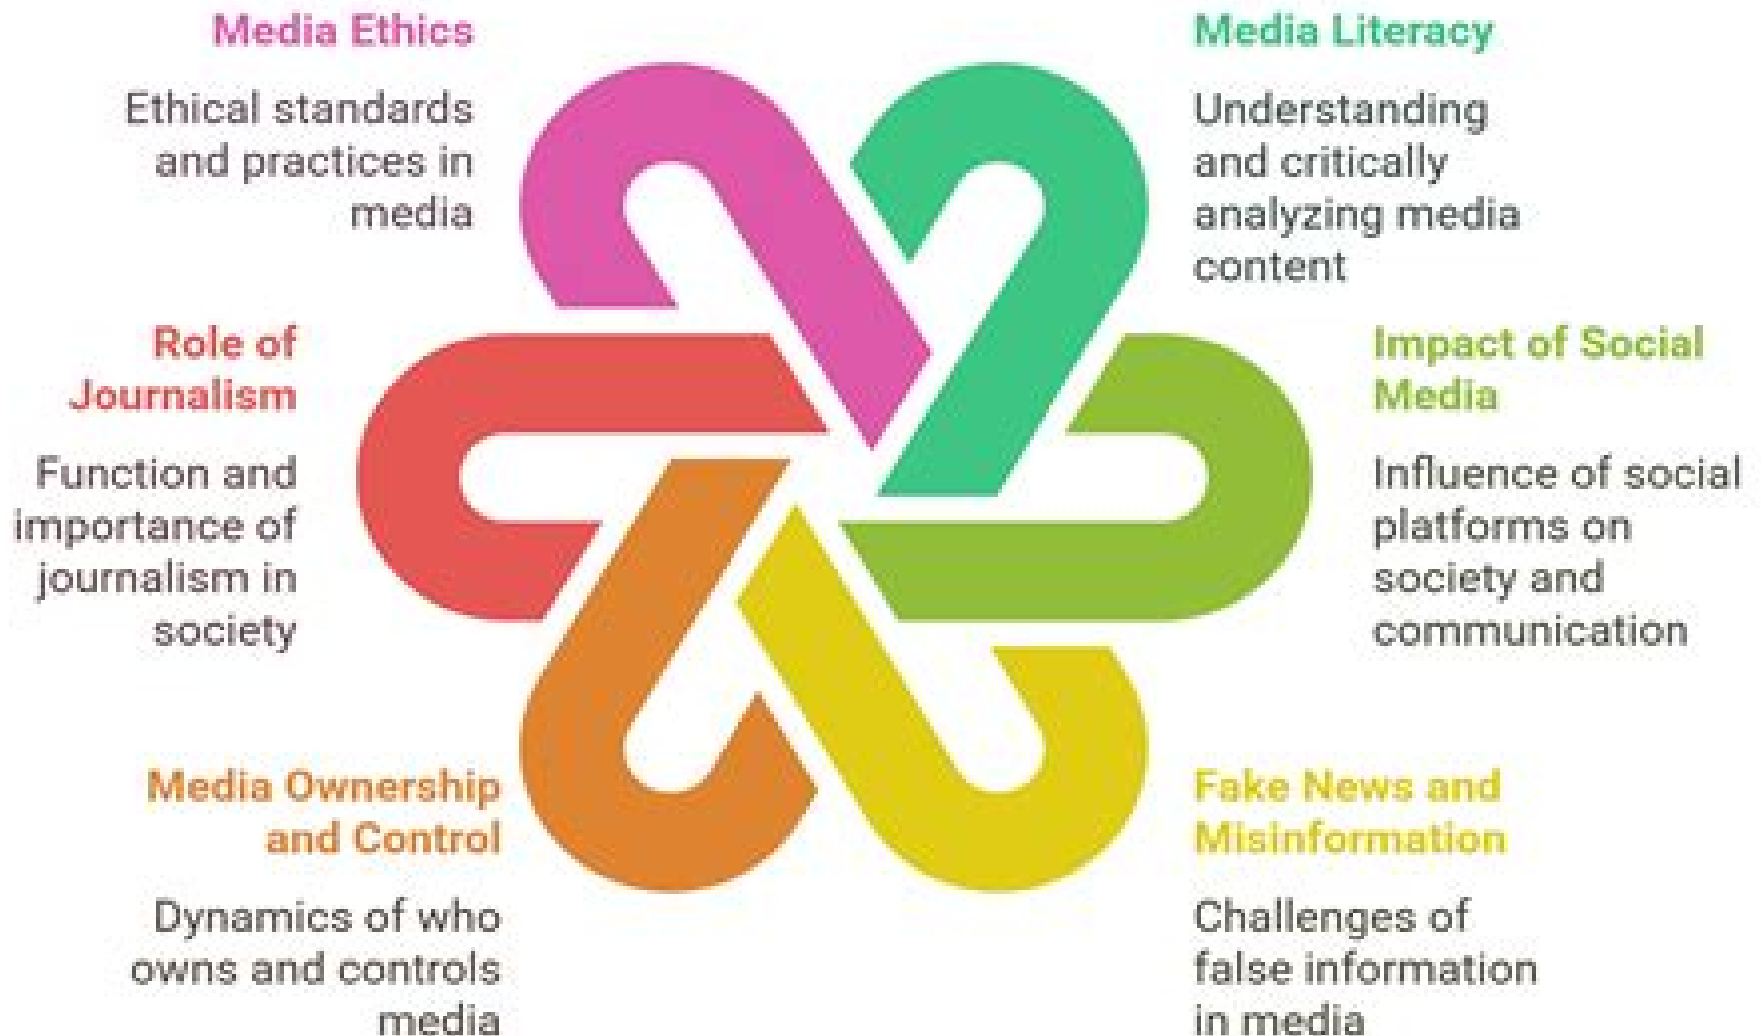 Media Ethics
Ethical standards
and practices in
media
Media Literacy
Understanding
and critically
analyzing media
content
Role of
Journalism
Function and
importance of
journalism in
society
Impact of Social
Media
Influence of social
platforms on
society and
communication
Media Ownership
and Control
Dynamics of who
owns and controls
media
Fake News and
Misinformation
Challenges of
false information
in media